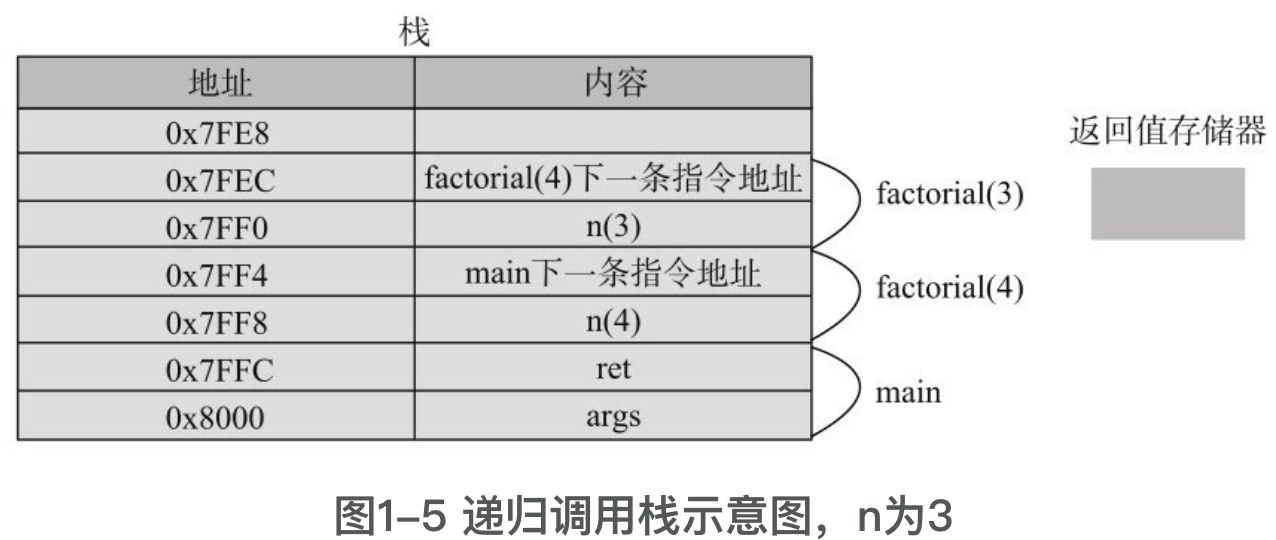 栈
地址 内容
0x7FE8
0x7FEC factorial(4)下一条指令地址
0x7FF0 n(3)
0x7FF4 main下一条指令地址
0x7FF8 n(4)
0x7FFC ret
0x8000 args
factorial(3)
factorial(4)
main
返回值存储器
图1-5 递归调用栈示意图，n为3